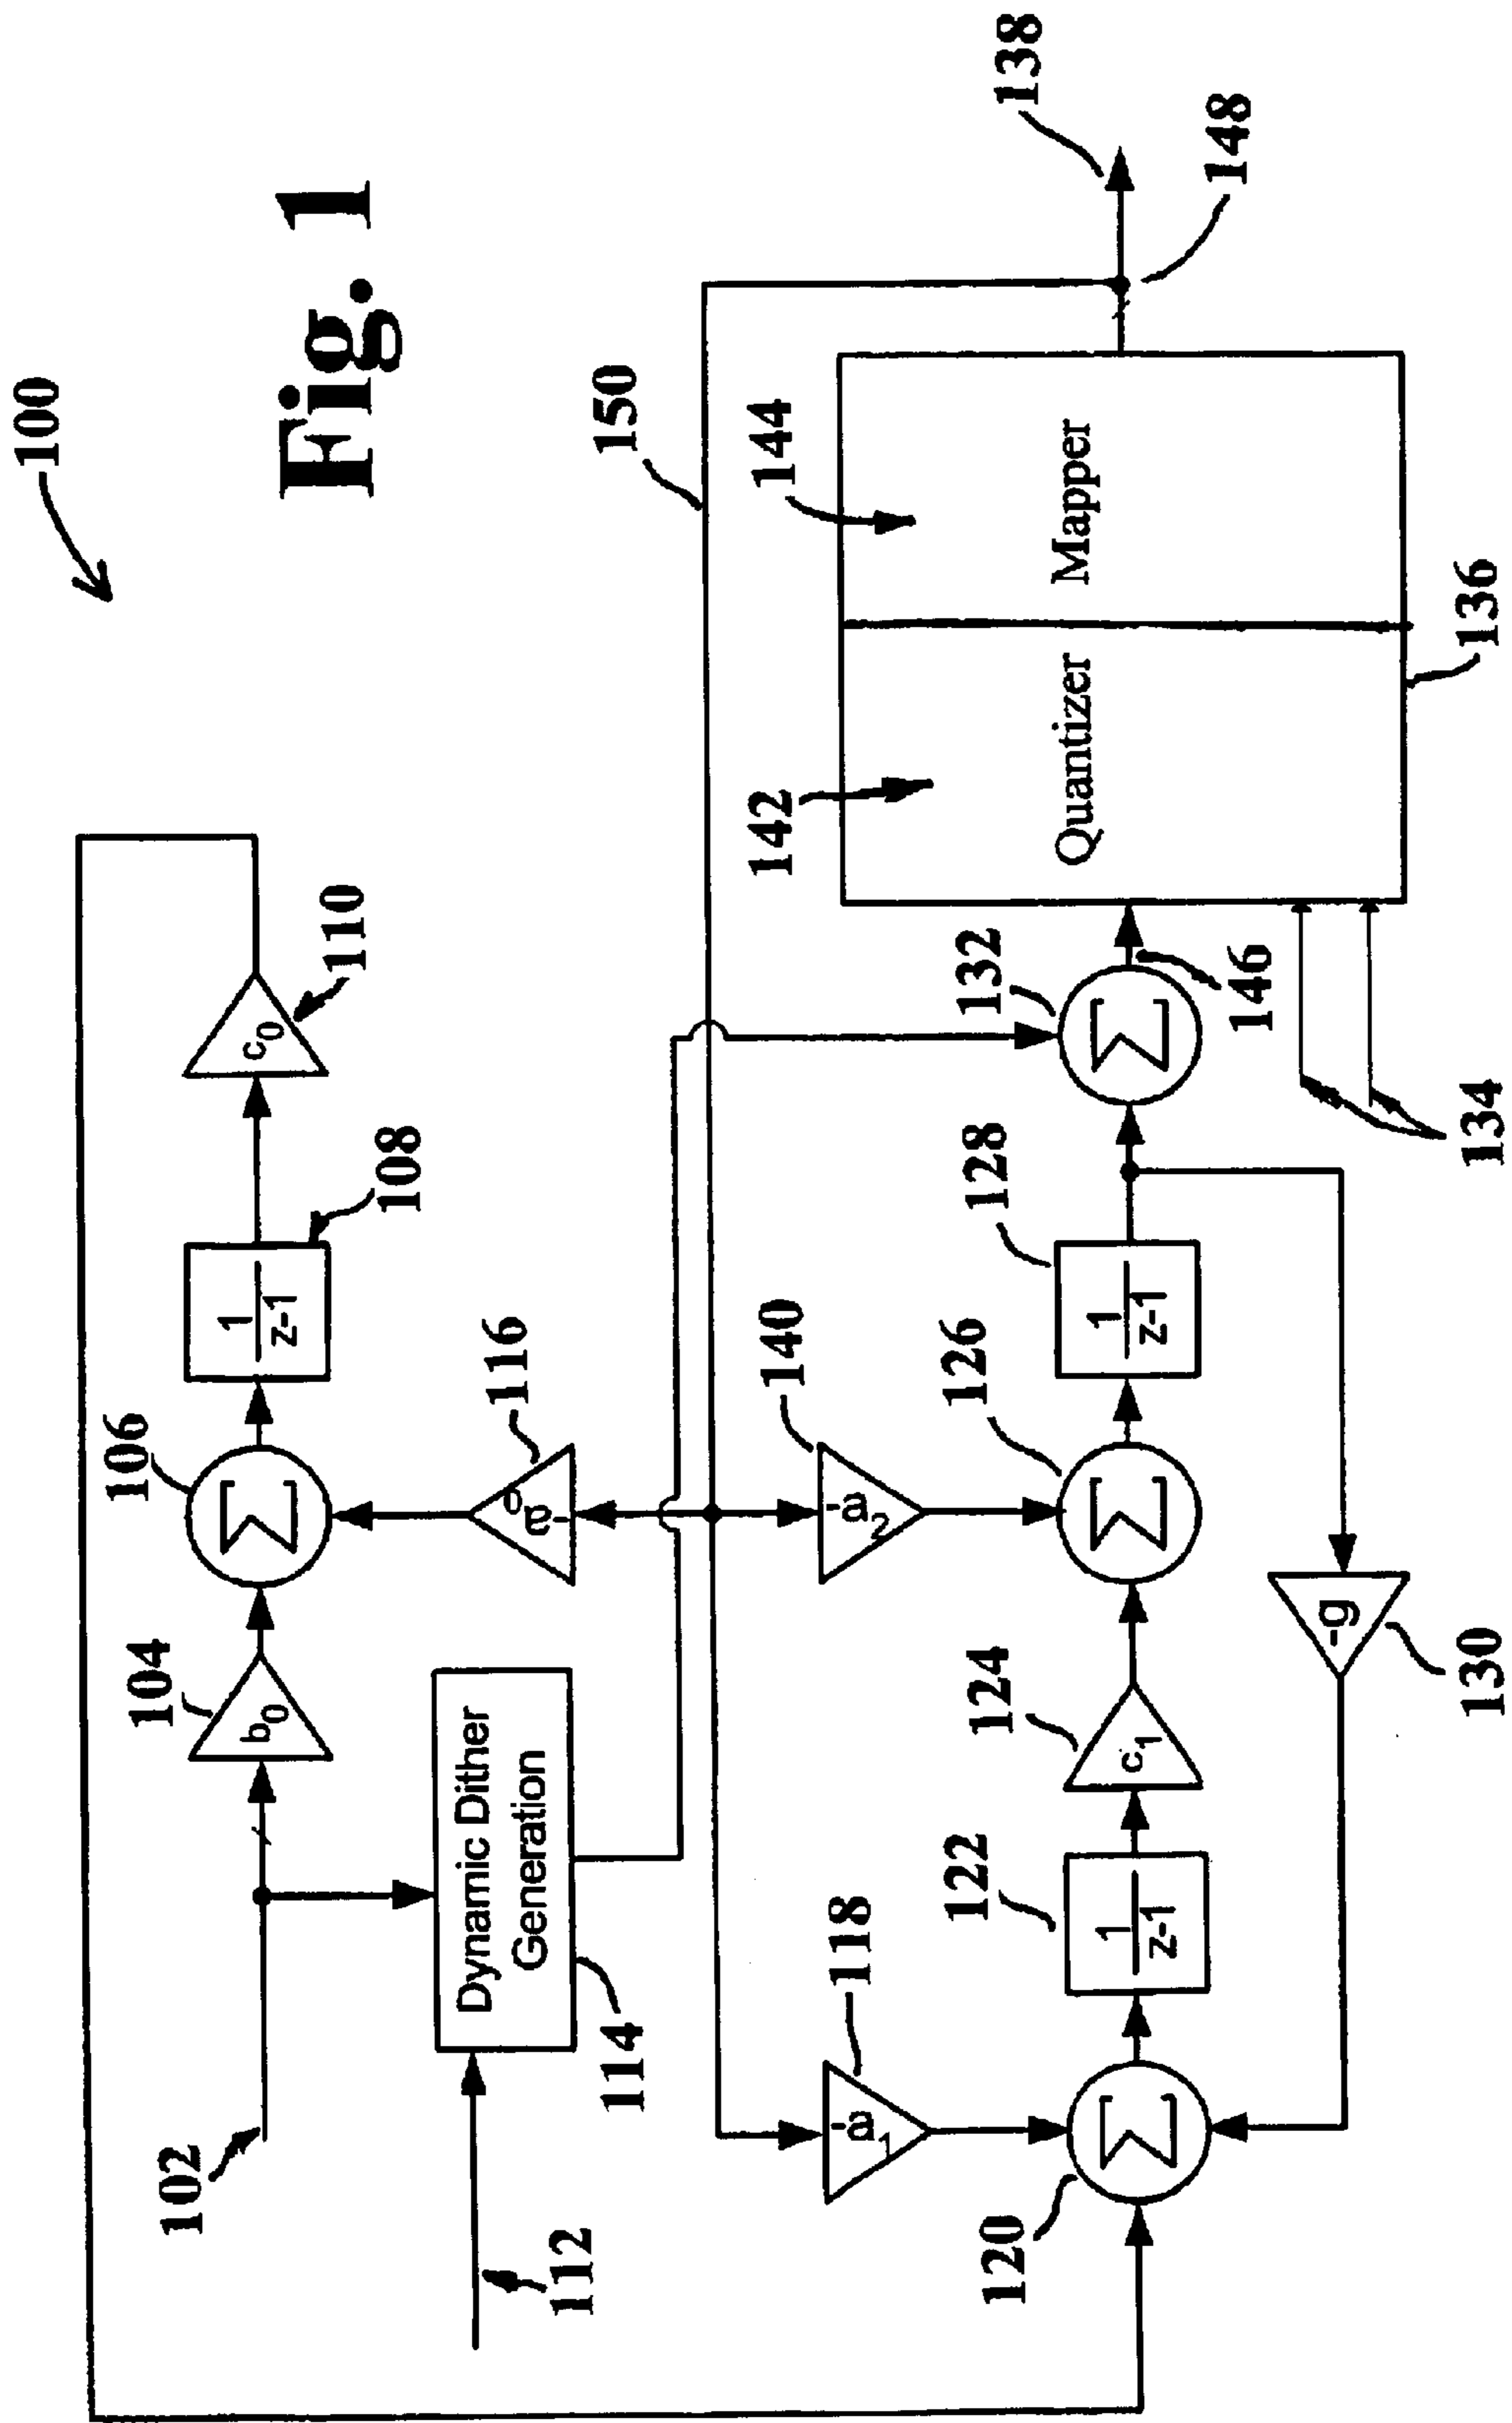 100
Fig. 1
102
104
b0
106
1
z-1
108
c0
110
112
Dynamic Dither
Generation
114
-a0
116
150
118
-a1
120
1
z-1
122
c1
124
-a2
140
126
1
z-1
128
-g
130
132
146
134
142
Quantizer
144
Mapper
136
138
148
Σ
Σ
Σ
Σ